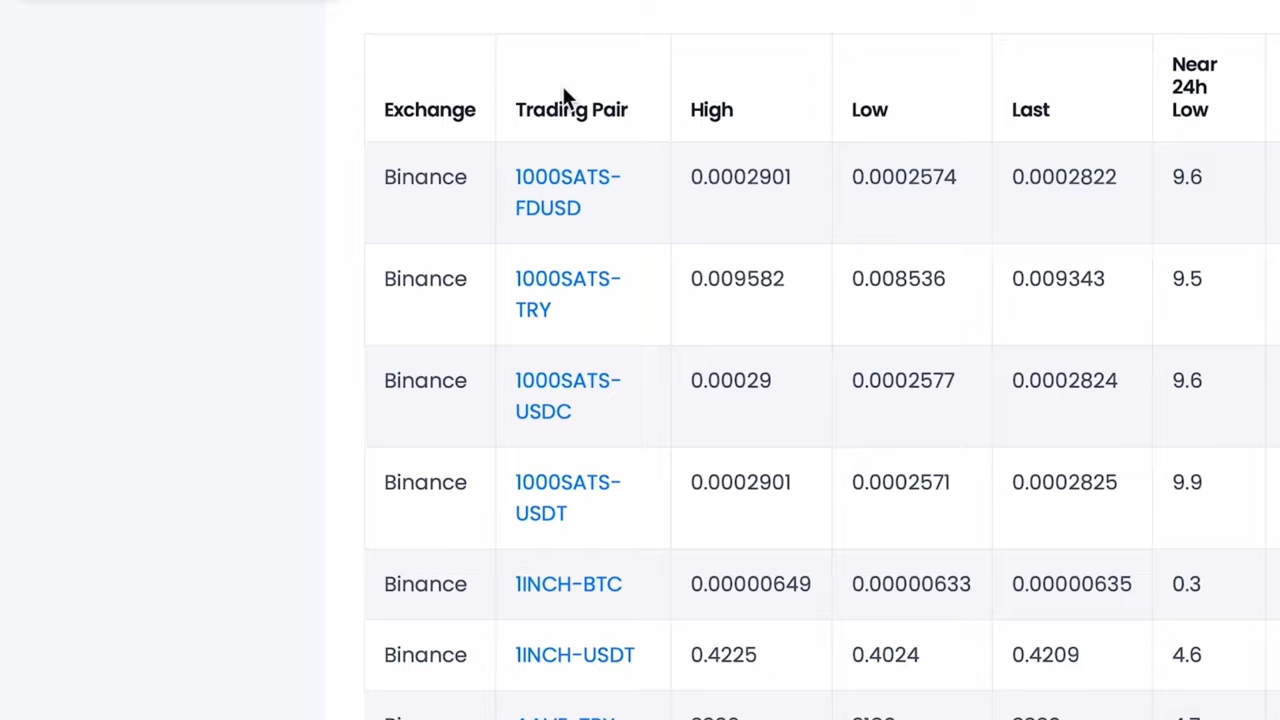 Near
24h
Exchange Trading Pair High Low Last Low
Binance 1000SATS- 0.0002901 0.0002574 0.0002822 9.6
FDUSD
Binance 1000SATS- 0.009582 0.008536 0.009343 9.5
TRY
Binance 1000SATS- 0.00029 0.0002577 0.0002824 9.6
USDC
Binance 1000SATS- 0.0002901 0.0002571 0.0002825 9.9
USDT
Binance 1INCH-BTC 0.00000649 0.00000633 0.00000635 0.3
Binance 1INCH-USDT 0.4225 0.4024 0.4209 4.6